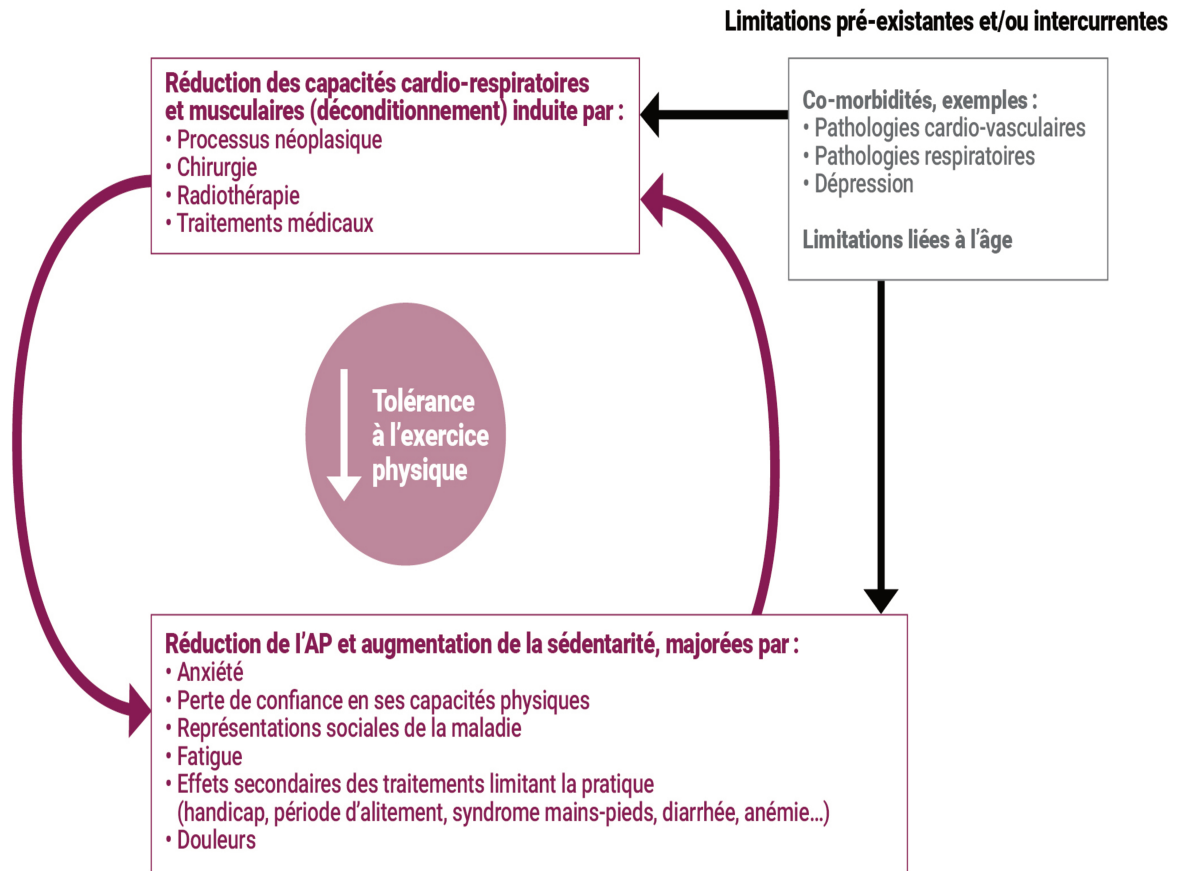 Limitations pré-existantes et/ou intercurrentes
Réduction des capacités cardio-respiratoires
et musculaires (déconditionnement) induite par :
• Processus néoplasique
• Chirurgie
• Radiothérapie
• Traitements médicaux
Co-morbidités, exemples :
• Pathologies cardio-vasculaires
• Pathologies respiratoires
• Dépression
Limitations liées à l’âge
Tolérance
à l’exercice
physique
Réduction de l’AP et augmentation de la sédentarité, majorées par :
• Anxiété
• Perte de confiance en ses capacités physiques
• Représentations sociales de la maladie
• Fatigue
• Effets secondaires des traitements limitant la pratique
(handicap, période d’alitement, syndrome mains-pieds, diarrhée, anémie...)
• Douleurs